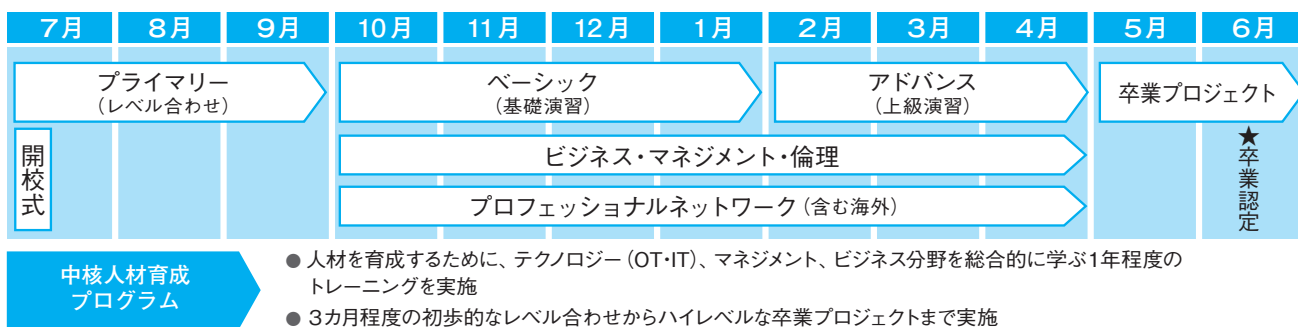 7月 8月 9月 10月 11月 12月 1月 2月 3月 4月 5月 6月
プライマリー
(レベル合わせ)
ベーシック
(基礎演習)
アドバンス
(上級演習)
卒業プロジェクト
開校式
ビジネス・マネジメント・倫理
プロフェッショナルネットワーク(含む海外)
★卒業認定
中核人材育成
プログラム
● 人材を育成するために、テクノロジー(OT・IT)、マネジメント、ビジネス分野を総合的に学ぶ1年程度の
トレーニングを実施
● 3カ月程度の初歩的なレベル合わせからハイレベルな卒業プロジェクトまで実施